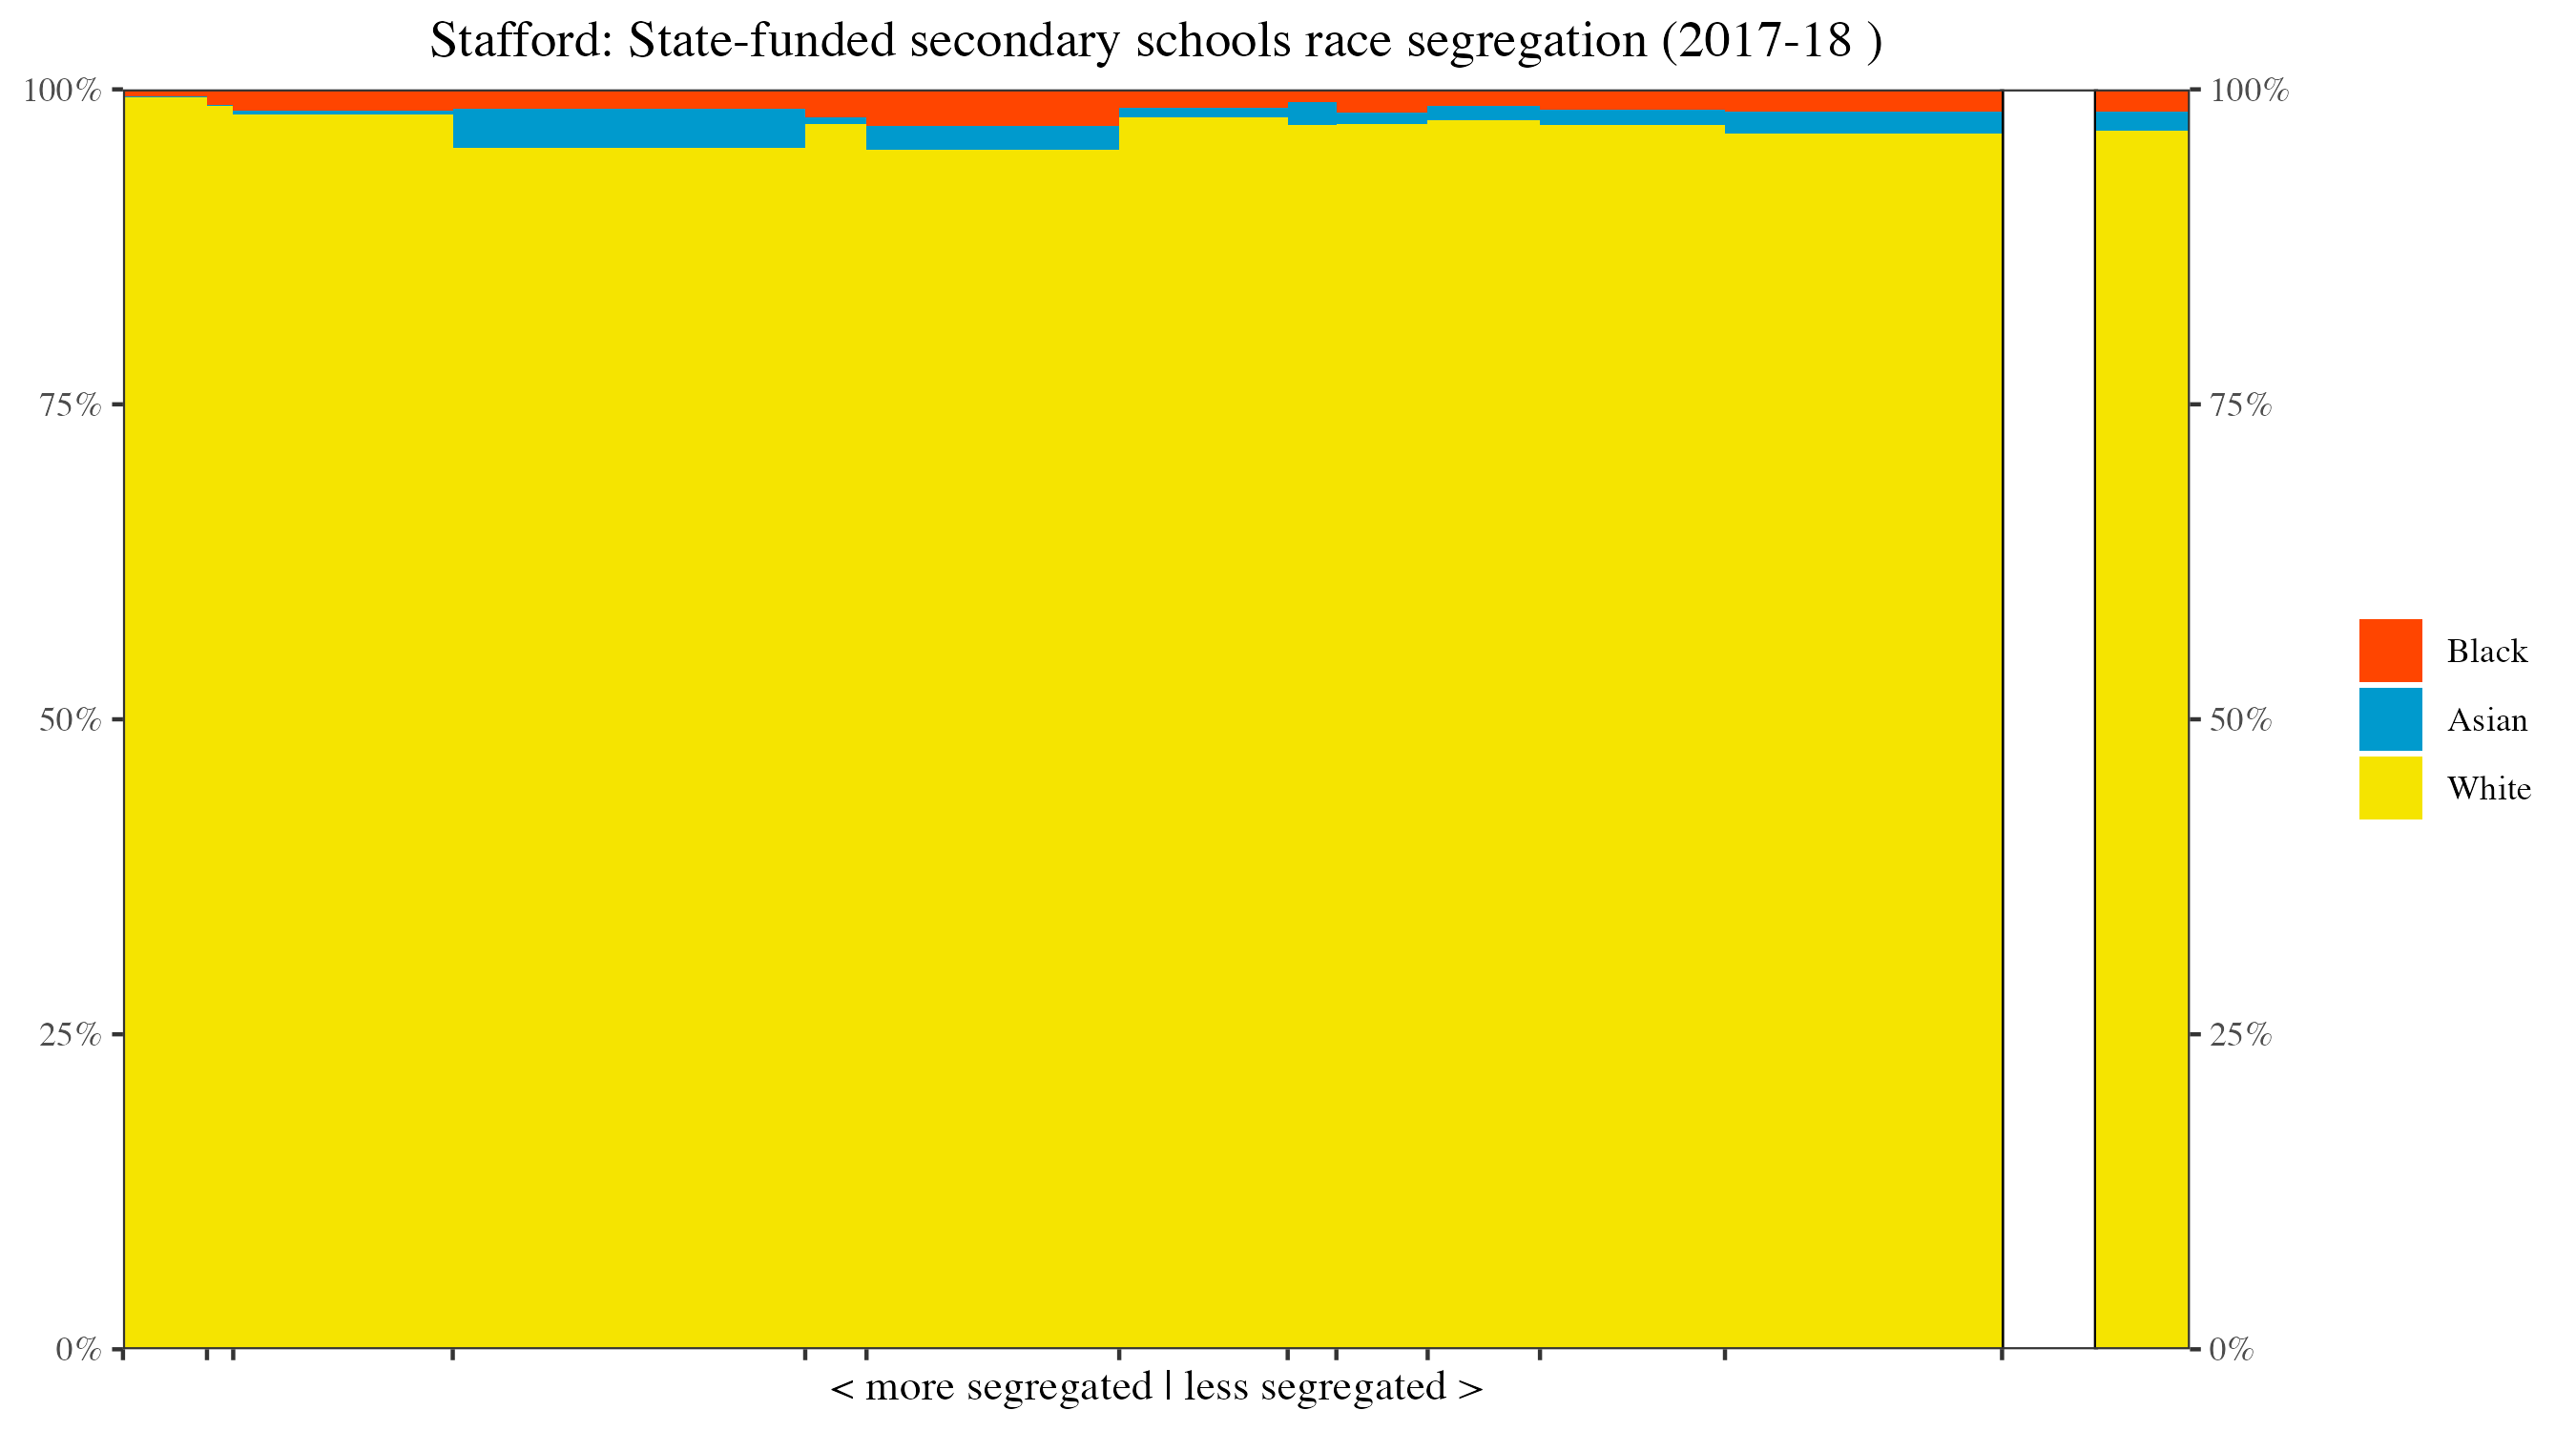 Stafford: State-funded secondary schools race segregation (2017-18 )
100%
75%
50%
25%
0%
100%
75%
50%
25%
0%
< more segregated | less segregated >
Black
Asian
White